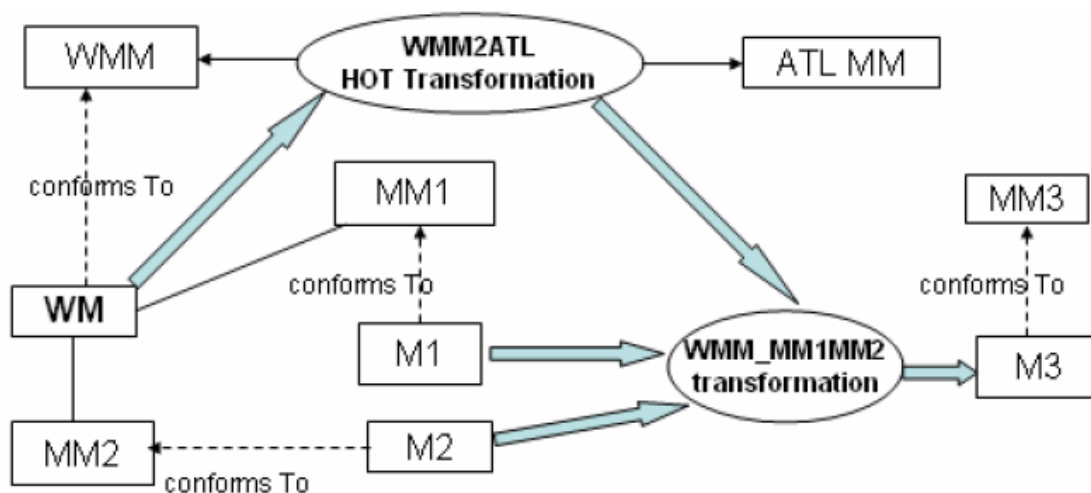 WMM
WMM2ATL
HOT Transformation
ATL MM
conforms To
MM1
MM3
conforms To
conforms To
WM
M1
WMM_MM1MM2
transformation
M3
MM2
M2
conforms To